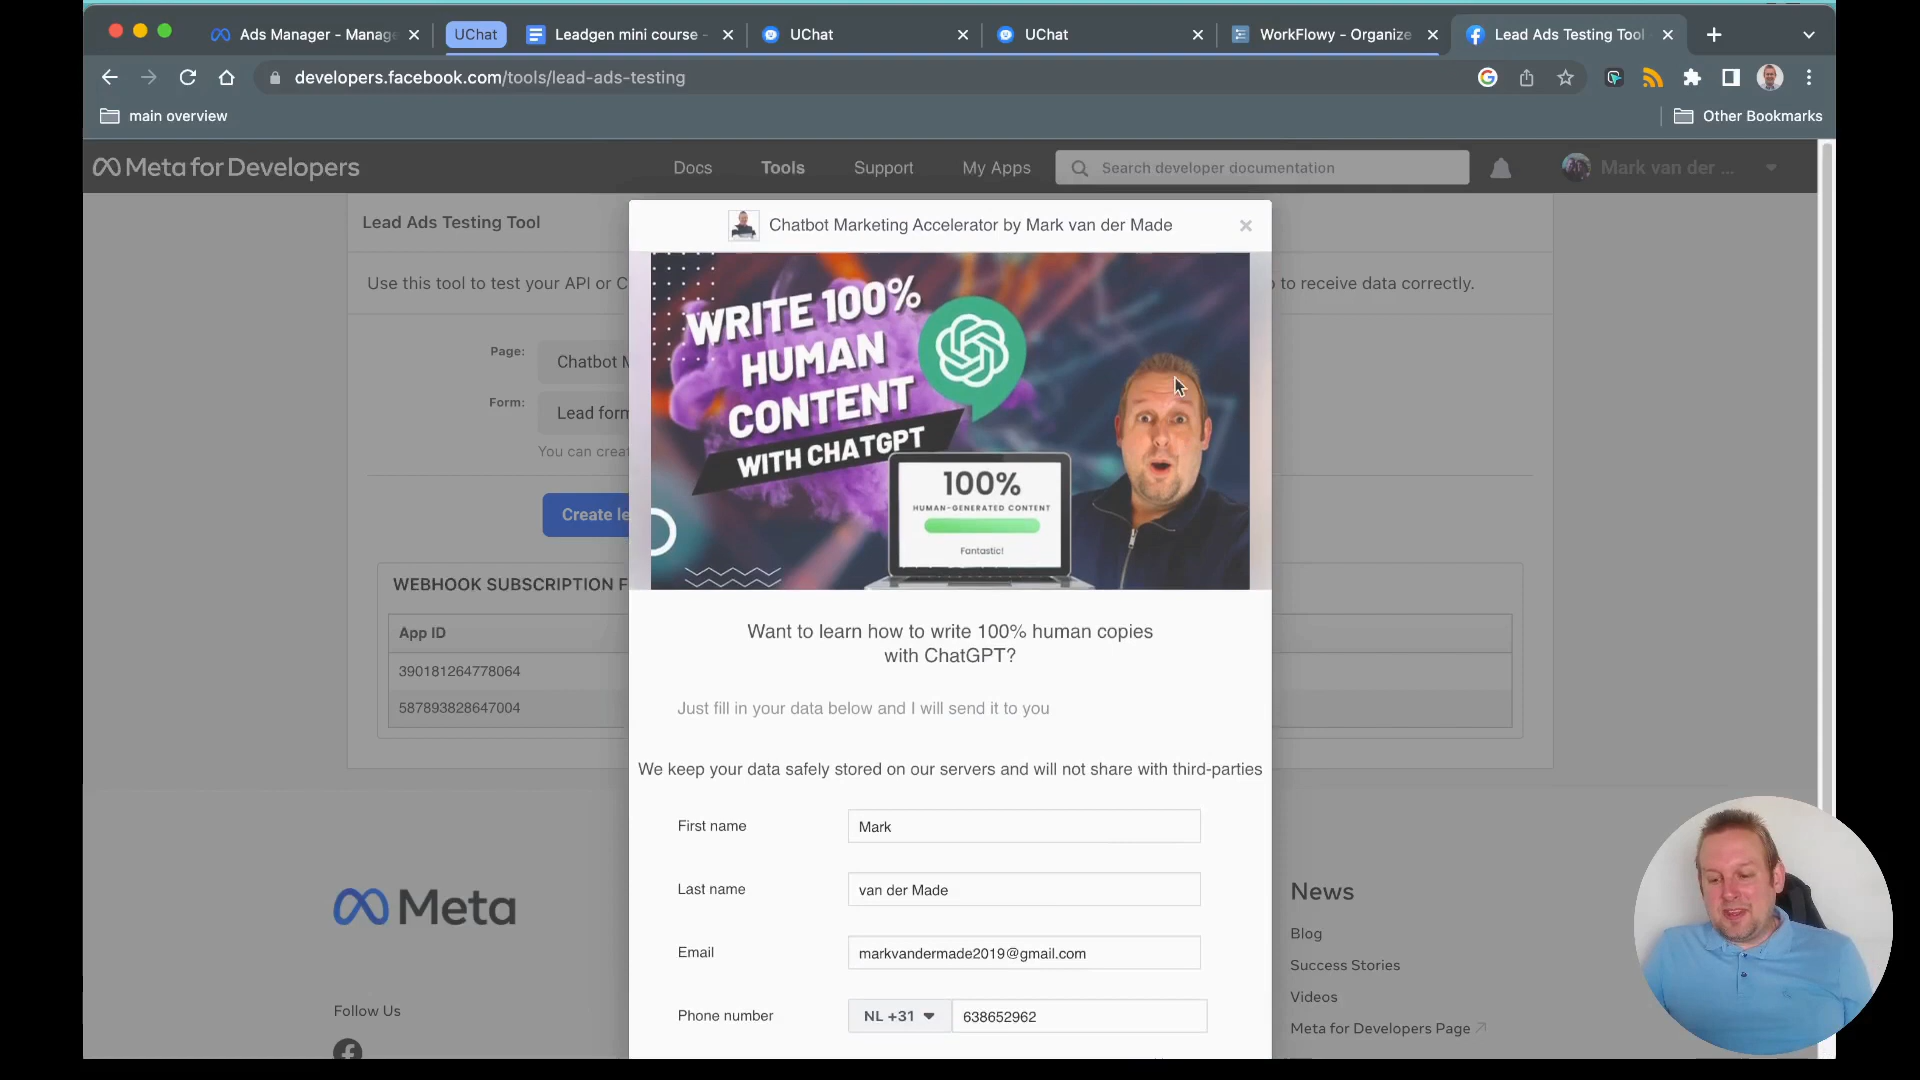 Ads Manager - Manage
UChat
Leadgen mini course -
UChat
UChat
WorkFlowy - Organize
Lead Ads Testing Tool
developers.facebook.com/tools/lead-ads-testing
main overview
Other Bookmarks
Meta for Developers
Docs
Tools
Support
My Apps
Search developer documentation
Mark van der ...
Lead Ads Testing Tool
Chatbot Marketing Accelerator by Mark van der Made
Use this tool to test your API or C
to receive data correctly.
Page:
Chatbot M
Form:
Lead form
You can creat
Create le
WRITE 100%
HUMAN
CONTENT
WITH CHATGPT
100%
HUMAN-GENERATED CONTENT
Fantastic!
WEBHOOK SUBSCRIPTION F
App ID
390181264778064
587893828647004
Want to learn how to write 100% human copies
with ChatGPT?
Just fill in your data below and I will send it to you
We keep your data safely stored on our servers and will not share with third-parties
First name
Mark
Last name
van der Made
Email
markvandermade2019@gmail.com
Phone number
NL +31
638652962
Meta
Follow Us
News
Blog
Success Stories
Videos
Meta for Developers Page